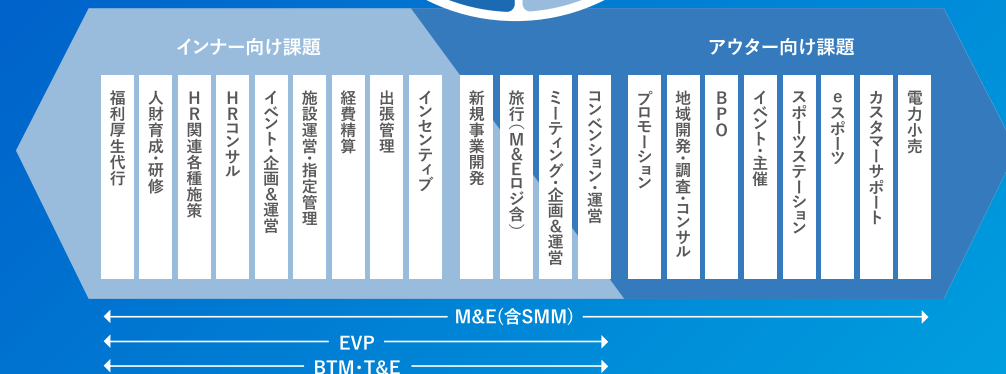 インナー向け課題
アウター向け課題
福利厚生代行
人財育成・研修
HR関連各種施策
HRコンサル
イベント・企画&運営
施設運営・指定管理
経費精算
出張管理
インセンティブ
新規事業開発
旅行(M&Eロジ含)
ミーティング・企画&運営
コンベンション・運営
プロモーション
地域開発・調査・コンサル
BPO
イベント・主催
スポーツステーション
eスポーツ
カスタマーサポート
電力小売
M&E(含SMM)
EVP
BTM・T&E